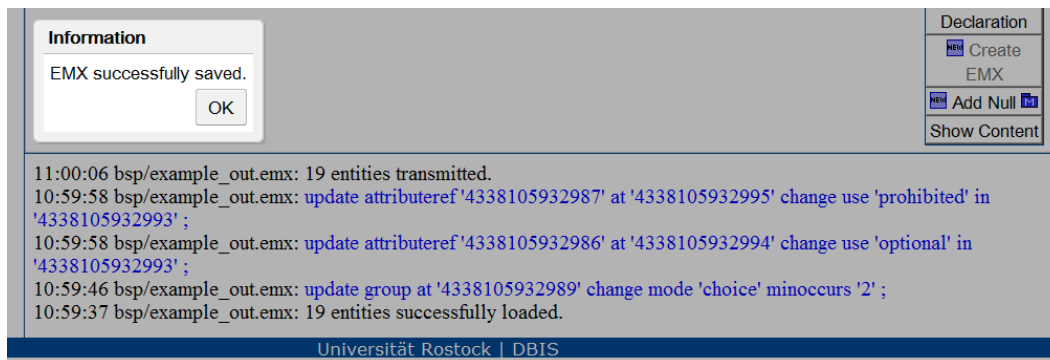 Information
EMX successfully saved.
OK
Declaration
NEW Create
EMX
NEW Add Null M
Show Content
11:00:06 bsp/example_out.emx: 19 entities transmitted.
10:59:58 bsp/example_out.emx: update attributeref '4338105932987' at '4338105932995' change use 'prohibited' in
'4338105932993' ;
10:59:58 bsp/example_out.emx: update attributeref '4338105932986' at '4338105932994' change use 'optional' in
'4338105932993' ;
10:59:46 bsp/example_out.emx: update group at '4338105932989' change mode 'choice' minoccurs '2' ;
10:59:37 bsp/example_out.emx: 19 entities successfully loaded.
Universität Rostock | DBIS